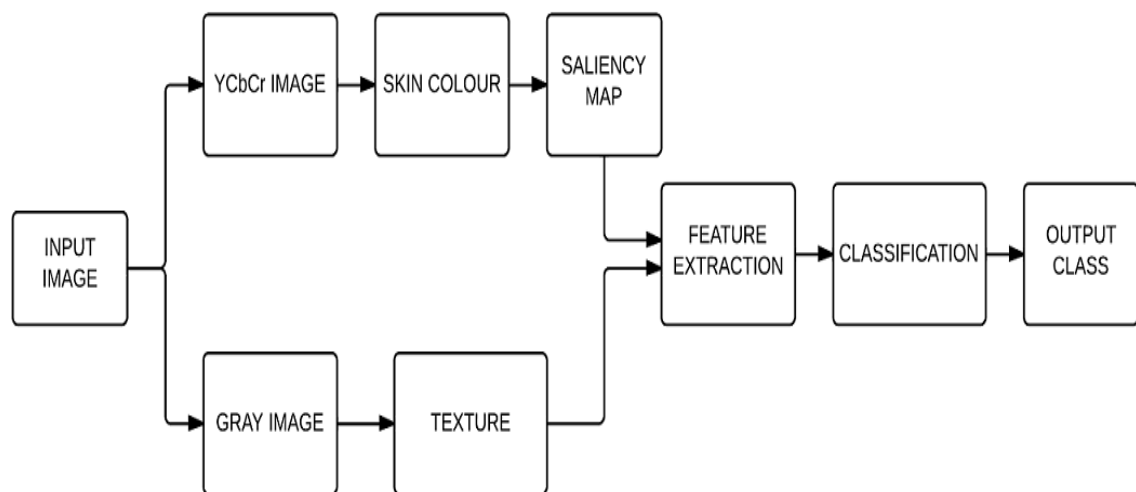 YCbCr IMAGE
SKIN COLOUR
SALIENCY
MAP
INPUT
IMAGE
FEATURE
EXTRACTION
CLASSIFICATION
OUTPUT
CLASS
GRAY IMAGE
TEXTURE